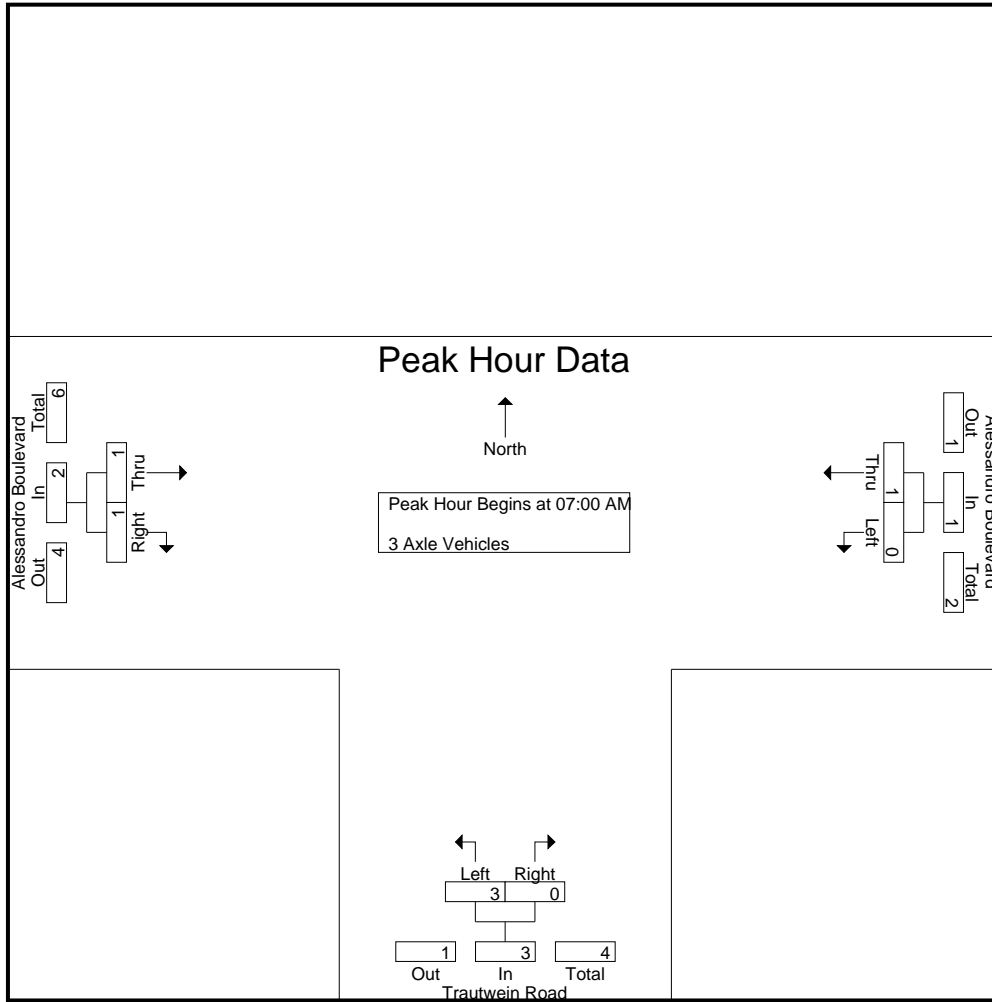 Peak Hour Data
North
Peak Hour Begins at 07:00 AM
3 Axle Vehicles
Alessandro Boulevard
Total
6
In
2
Out
4
Thru
1
Right
1
Alessandro Boulevard
Out
1
In
1
Total
2
Thru
1
Left
0
Left Right
3 0
1 3 4
Out In Total
Trautwein Road